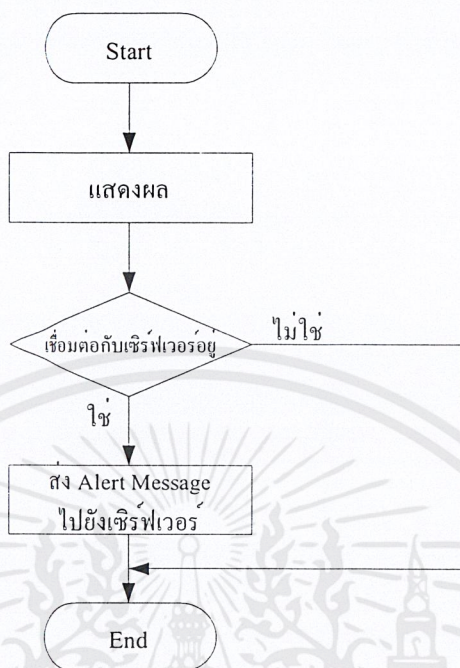 Start
แสดงผล
เชื่อมต่อกับเซิร์ฟเวอร์อยู่
ไม่ใช่
ใช่
ส่ง Alert Message
ไปยังเซิร์ฟเวอร์
End